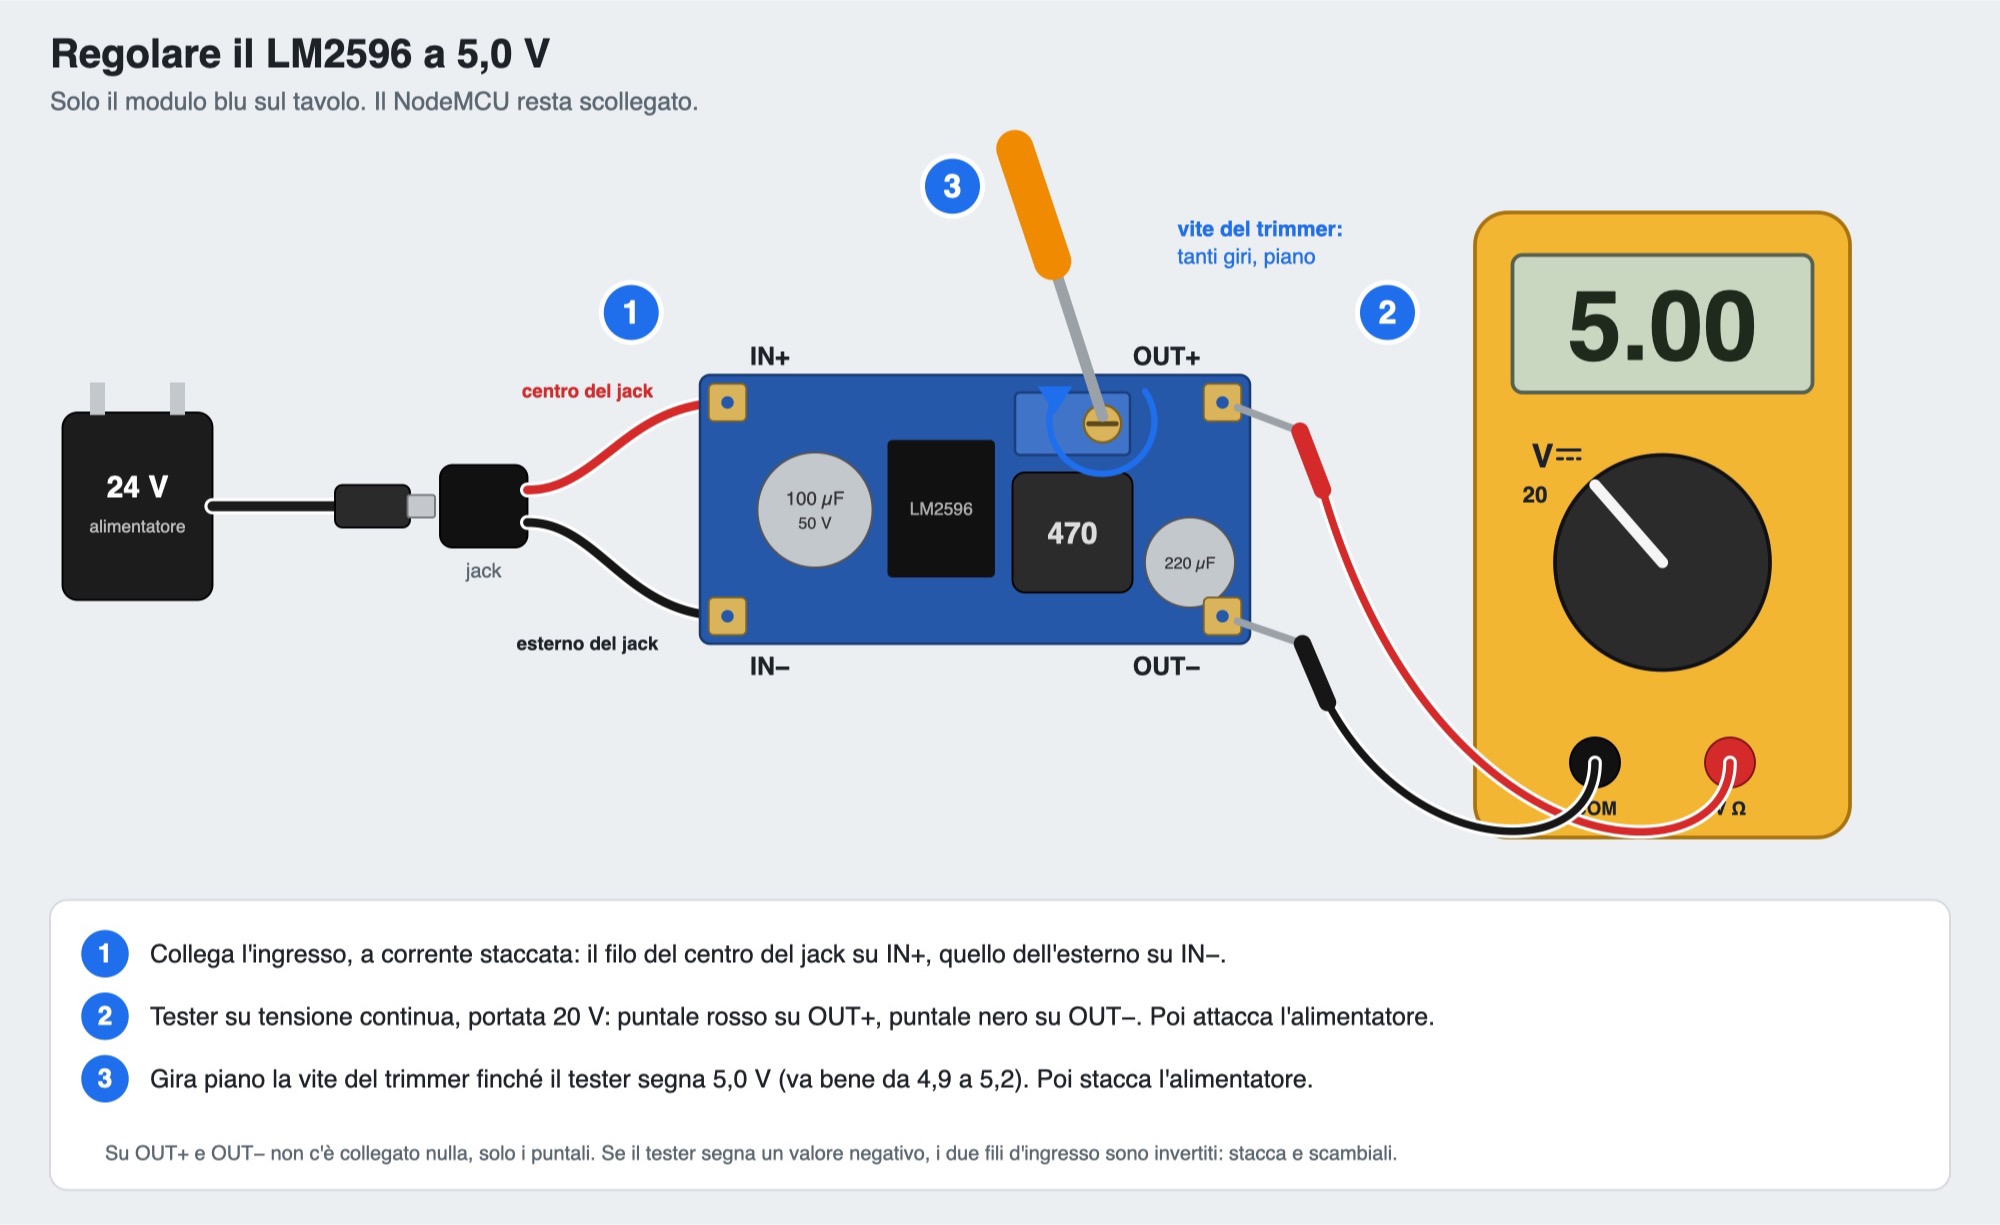 Regolare il LM2596 a 5,0 V
Solo il modulo blu sul tavolo. Il NodeMCU resta scollegato.
3
vite del trimmer:
tanti giri, piano
1
2
5.00
IN+
OUT+
centro del jack
24 V
alimentatore
jack
100 µF
50 V
LM2596
470
220 µF
V
20
esterno del jack
IN–
OUT–
OM
Ω
1 Collega l'ingresso, a corrente staccata: il filo del centro del jack su IN+, quello dell'esterno su IN–.
2 Tester su tensione continua, portata 20 V: puntale rosso su OUT+, puntale nero su OUT–. Poi attacca l'alimentatore.
3 Gira piano la vite del trimmer finché il tester segna 5,0 V (va bene da 4,9 a 5,2). Poi stacca l'alimentatore.
Su OUT+ e OUT– non c'è collegato nulla, solo i puntali. Se il tester segna un valore negativo, i due fili d'ingresso sono invertiti: stacca e scambiali.